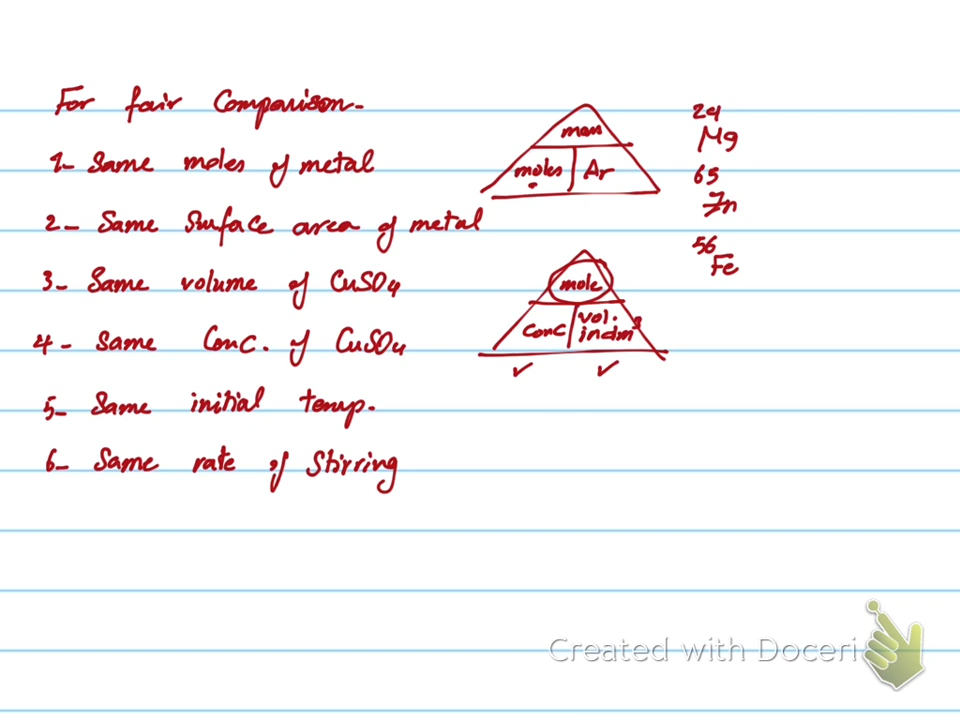 For fair Comparison.
1- Same moles of metal
2- Same surface area of metal
3- Same volume of CuSO4
4- Same Conc. of CuSO4
5- Same initial temp.
6- Same rate of Stirring
mass
moles Ar
24
Mg
65
Zn
56
Fe
mole
Conc vol. in dm3
✓ ✓
Created with Doceri